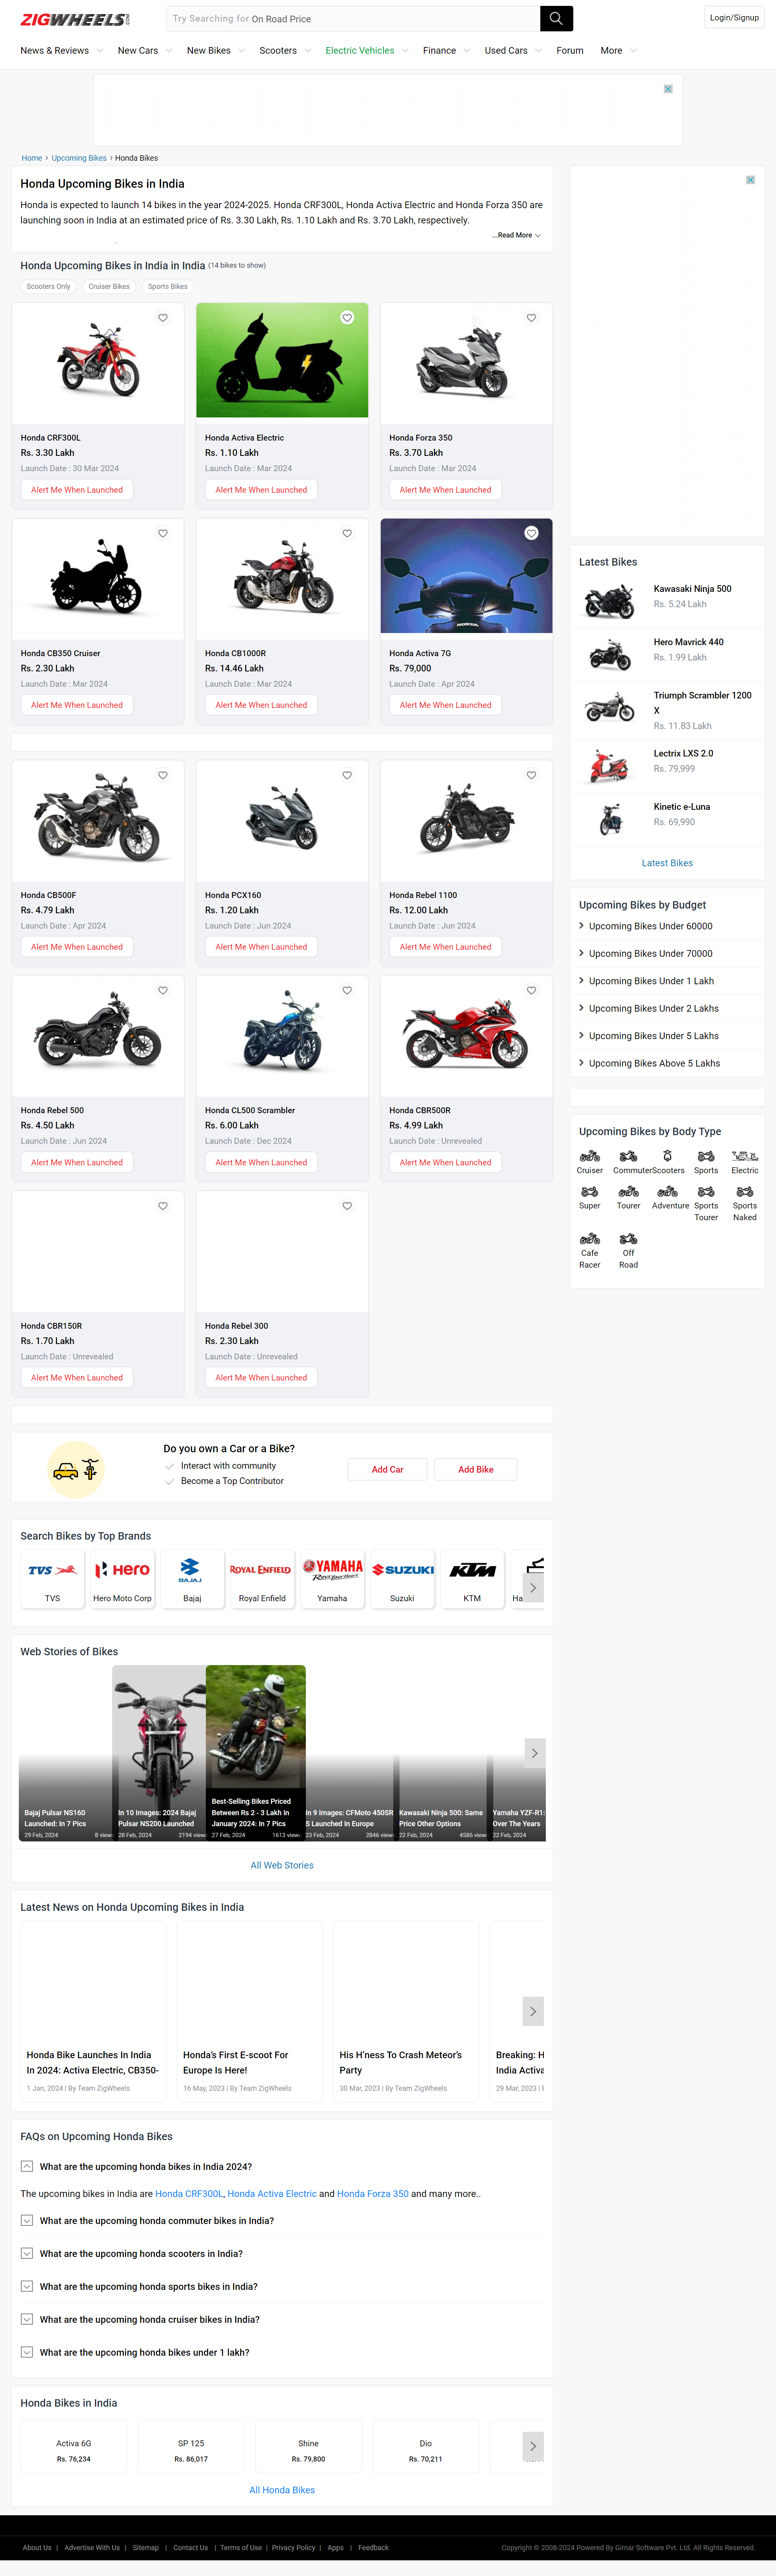 ZIGWHEELS.COM
Try Searching for On Road Price
Login/Signup
News & Reviews
New Cars
New Bikes
Scooters
Electric Vehicles
Finance
Used Cars
Forum
More
Home › Upcoming Bikes › Honda Bikes
Honda Upcoming Bikes in India
Honda is expected to launch 14 bikes in the year 2024-2025. Honda CRF300L, Honda Activa Electric and Honda Forza 350 are
launching soon in India at an estimated price of Rs. 3.30 Lakh, Rs. 1.10 Lakh and Rs. 3.70 Lakh, respectively.
...Read More
Honda Upcoming Bikes in India in India (14 bikes to show)
Scooters Only
Cruiser Bikes
Sports Bikes
Honda CRF300L
Rs. 3.30 Lakh
Launch Date : 30 Mar 2024
Alert Me When Launched
Honda Activa Electric
Rs. 1.10 Lakh
Launch Date : Mar 2024
Alert Me When Launched
Honda Forza 350
Rs. 3.70 Lakh
Launch Date : Mar 2024
Alert Me When Launched
Honda CB350 Cruiser
Rs. 2.30 Lakh
Launch Date : Mar 2024
Alert Me When Launched
Honda CB1000R
Rs. 14.46 Lakh
Launch Date : Mar 2024
Alert Me When Launched
HONDA
Honda Activa 7G
Rs. 79,000
Launch Date : Apr 2024
Alert Me When Launched
Honda CB500F
Rs. 4.79 Lakh
Launch Date : Apr 2024
Alert Me When Launched
Honda PCX160
Rs. 1.20 Lakh
Launch Date : Jun 2024
Alert Me When Launched
Honda Rebel 1100
Rs. 12.00 Lakh
Launch Date : Jun 2024
Alert Me When Launched
Honda Rebel 500
Rs. 4.50 Lakh
Launch Date : Jun 2024
Alert Me When Launched
Honda CL500 Scrambler
Rs. 6.00 Lakh
Launch Date : Dec 2024
Alert Me When Launched
Honda CBR500R
Rs. 4.99 Lakh
Launch Date : Unrevealed
Alert Me When Launched
Honda CBR150R
Rs. 1.70 Lakh
Launch Date : Unrevealed
Alert Me When Launched
Honda Rebel 300
Rs. 2.30 Lakh
Launch Date : Unrevealed
Alert Me When Launched
Do you own a Car or a Bike?
Interact with community
Become a Top Contributor
Add Car
Add Bike
Search Bikes by Top Brands
TVS
TVS
Hero
Hero Moto Corp
BAJAJ
Bajaj
ROYAL ENFIELD
Royal Enfield
YAMAHA
Revs Your Heart
Yamaha
SUZUKI
Suzuki
KTM
KTM
Ha
Web Stories of Bikes
Bajaj Pulsar NS160
Launched: In 7 Pics
29 Feb, 2024
8 view
In 10 Images: 2024 Bajaj
Pulsar NS200 Launched
28 Feb, 2024
2194 view
Best-Selling Bikes Priced
Between Rs 2 - 3 Lakh In
January 2024: In 7 Pics
27 Feb, 2024
1613 view
In 9 Images: CFMoto 450SR
S Launched In Europe
23 Feb, 2024
2846 view
Kawasaki Ninja 500: Same
Price Other Options
22 Feb, 2024
4586 view
Yamaha YZF-R1:
Over The Years
22 Feb, 2024
All Web Stories
Latest News on Honda Upcoming Bikes in India
Honda Bike Launches In India
In 2024: Activa Electric, CB350-
1 Jan, 2024 | By Team ZigWheels
Honda’s First E-scoot For
Europe Is Here!
16 May, 2023 | By Team ZigWheels
His H’ness To Crash Meteor’s
Party
30 Mar, 2023 | By Team ZigWheels
Breaking: H
India Activa
29 Mar, 2023 |
FAQs on Upcoming Honda Bikes
What are the upcoming honda bikes in India 2024?
The upcoming bikes in India are Honda CRF300L, Honda Activa Electric and Honda Forza 350 and many more..
What are the upcoming honda commuter bikes in India?
What are the upcoming honda scooters in India?
What are the upcoming honda sports bikes in India?
What are the upcoming honda cruiser bikes in India?
What are the upcoming honda bikes under 1 lakh?
Honda Bikes in India
Activa 6G
Rs. 76,234
SP 125
Rs. 86,017
Shine
Rs. 79,800
Dio
Rs. 70,211
All Honda Bikes
Latest Bikes
Kawasaki Ninja 500
Rs. 5.24 Lakh
Hero Mavrick 440
Rs. 1.99 Lakh
Triumph Scrambler 1200
X
Rs. 11.83 Lakh
Lectrix LXS 2.0
Rs. 79,999
Kinetic e-Luna
Rs. 69,990
Latest Bikes
Upcoming Bikes by Budget
Upcoming Bikes Under 60000
Upcoming Bikes Under 70000
Upcoming Bikes Under 1 Lakh
Upcoming Bikes Under 2 Lakhs
Upcoming Bikes Under 5 Lakhs
Upcoming Bikes Above 5 Lakhs
Upcoming Bikes by Body Type
Cruiser
Commuter
Scooters
Sports
Electric
Super
Tourer
Adventure
Sports
Tourer
Sports
Naked
Cafe
Racer
Off
Road
About Us | Advertise With Us | Sitemap | Contact Us | Terms of Use | Privacy Policy | Apps | Feedback
Copyright © 2008-2024 Powered By Girnar Software Pvt. Ltd. All Rights Reserved.